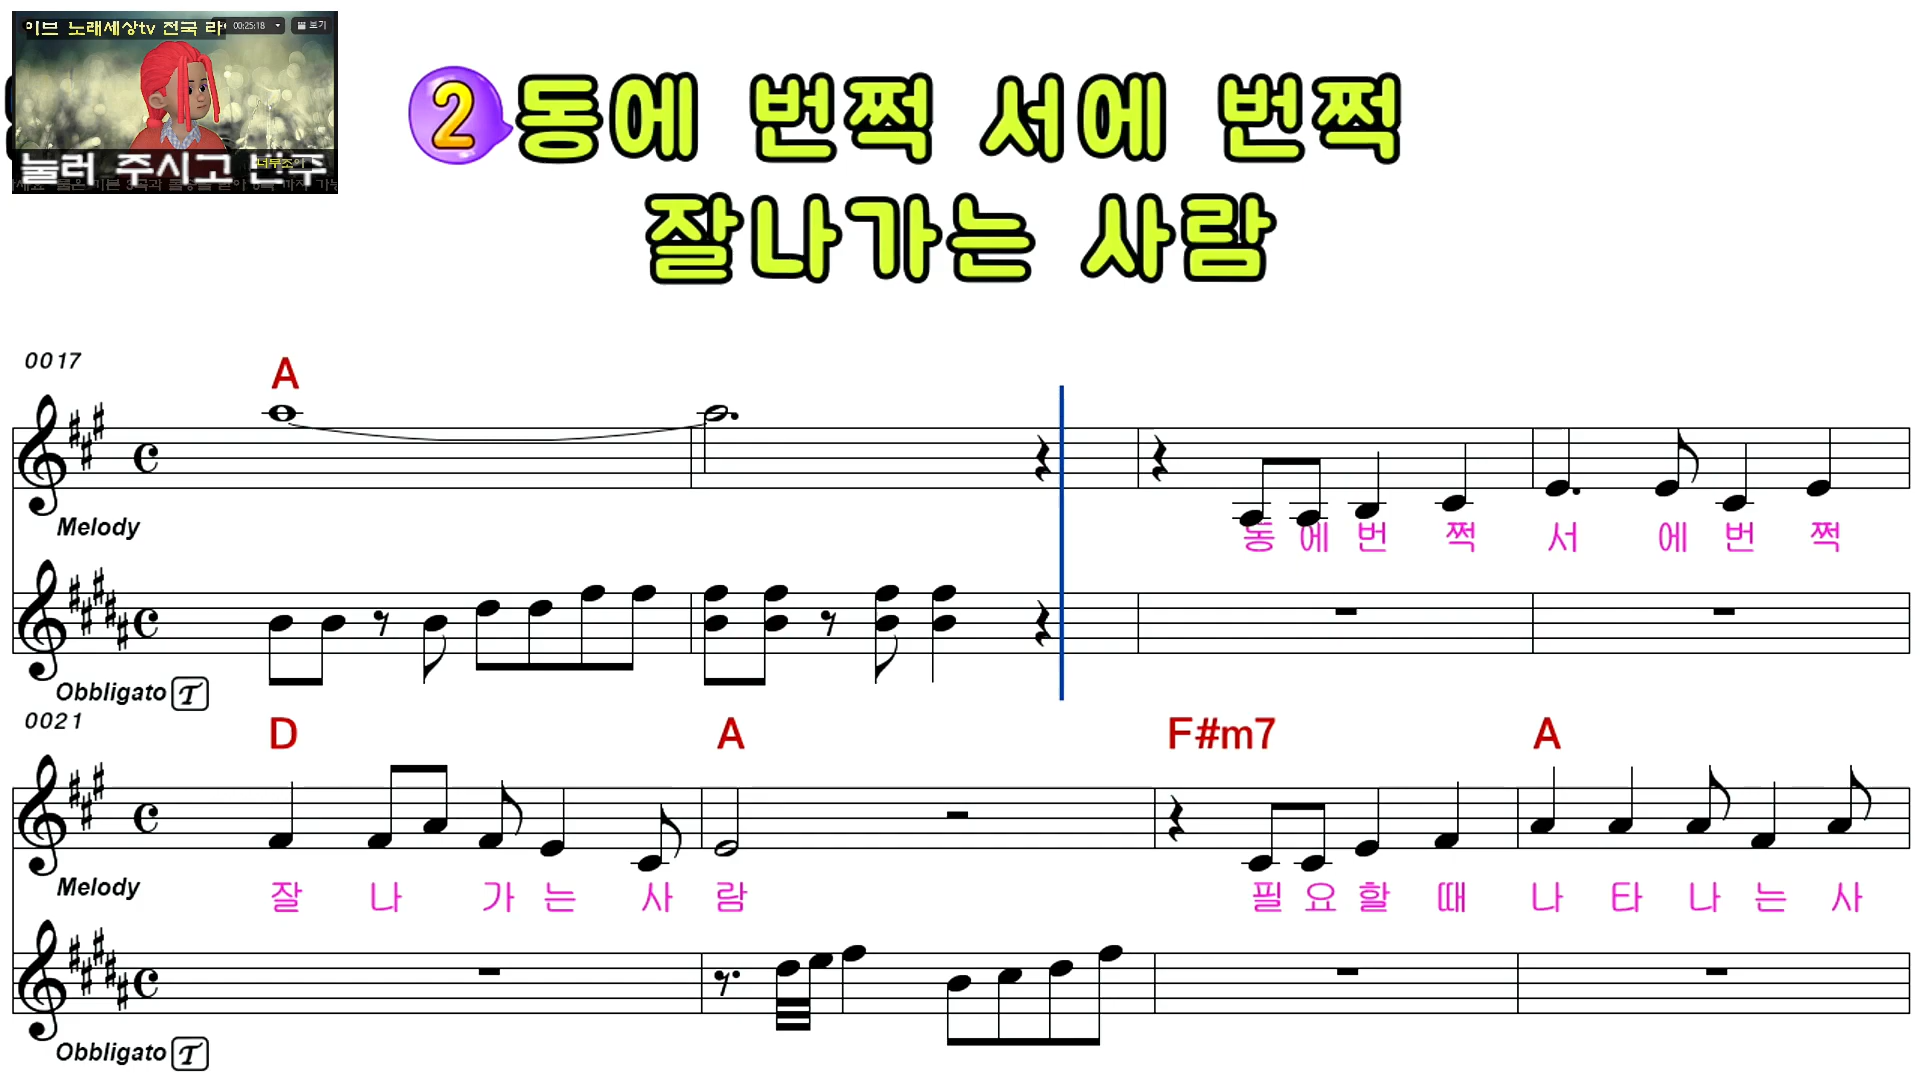 이브 노래세상tv 전국 라
00:25:18
보기
눌러 주시고
2 동에 번쩍 서에 번쩍
잘나가는 사람
0017
A
Melody
동 에 번 쩍 서 에 번 쩍
Obbligato T
0021
D A F#m7 A
Melody
잘 나 가 는 사 람 필 요 할 때 나 타 나 는 사
Obbligato T